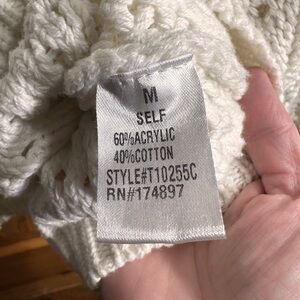 M
SELF
60%ACRYLIC
40%COTTON
STYLE#T10255C
RN#174897